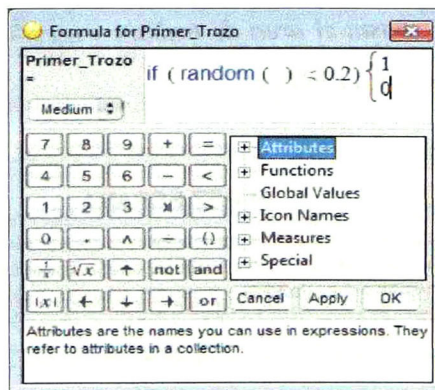 Formula for Primer_Trozo
Primer_Trozo
=
if ( random ( ) ≤ 0.2) { 1
0
Medium
7 8 9 + =
4 5 6 − <
1 2 3 >
0 . ^ ÷ ()
1/x √x ↑ not and
|x| ← ↓ → or
Attributes
Functions
Global Values
Icon Names
Measures
Special
Cancel Apply OK
Attributes are the names you can use in expressions. They
refer to attributes in a collection.